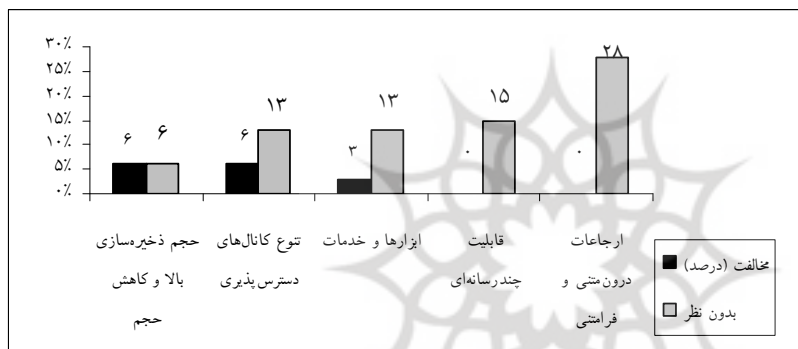 ۳۰٪
۲۵٪
۲۰٪
۱۵٪
۱۰٪
۵٪
۰٪
۶ ۶ ۶ ۱۳ ۳ ۱۳ ۰ ۱۵ ۰ ۲۸
حجم ذخیره‌سازی
بالا و کاهش
حجم
تنوع کانال‌های
دسترس‌پذیری
ابزارها و خدمات
قابلیت
چندرسانه‌ای
ارجاعات
درون‌متنی و
فرامتنی
مخالفت (درصد)
بدون نظر